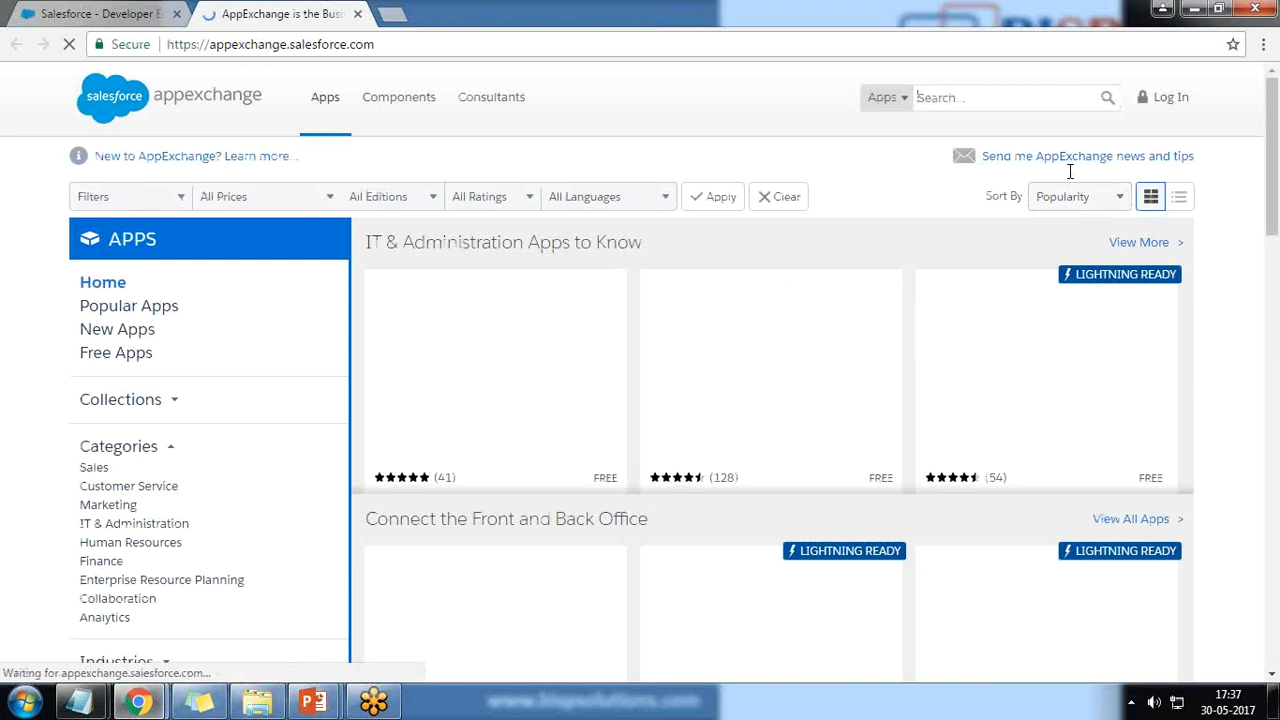 Salesforce - Developer E
AppExchange is the Busi
Secure
https://appexchange.salesforce.com
salesforce
appexchange
Apps
Components
Consultants
Apps
Search...
Log In
New to AppExchange? Learn more...
Send me AppExchange news and tips
Filters
All Prices
All Editions
All Ratings
All Languages
Apply
Clear
Sort By
Popularity
APPS
IT & Administration Apps to Know
View More >
Home
Popular Apps
New Apps
Free Apps
LIGHTNING READY
Collections
Categories
Sales
Customer Service
Marketing
IT & Administration
Human Resources
Finance
Enterprise Resource Planning
Collaboration
Analytics
Industries
(41)
FREE
(128)
FREE
(54)
FREE
Connect the Front and Back Office
View All Apps >
LIGHTNING READY
LIGHTNING READY
Waiting for appexchange.salesforce.com...
www.bispsolutions.com
17:37
30-05-2017